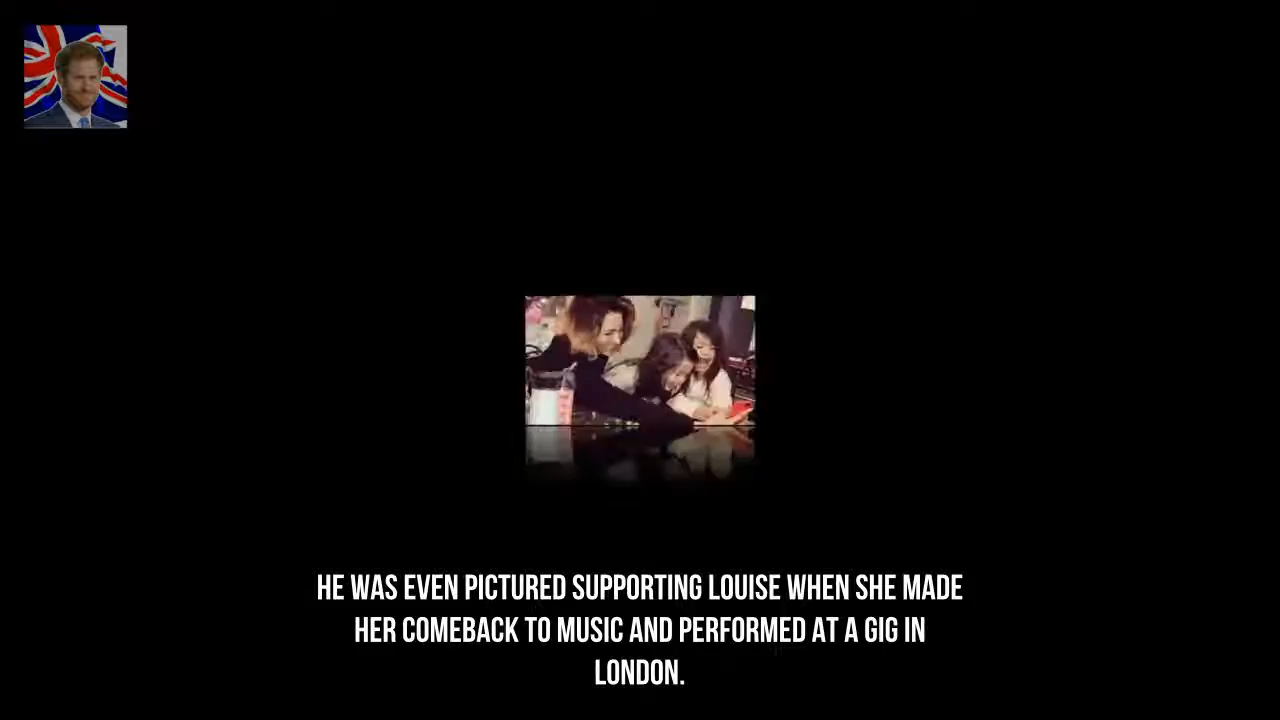 HE WAS EVEN PICTURED SUPPORTING LOUISE WHEN SHE MADE
HER COMEBACK TO MUSIC AND PERFORMED AT A GIG IN
LONDON.